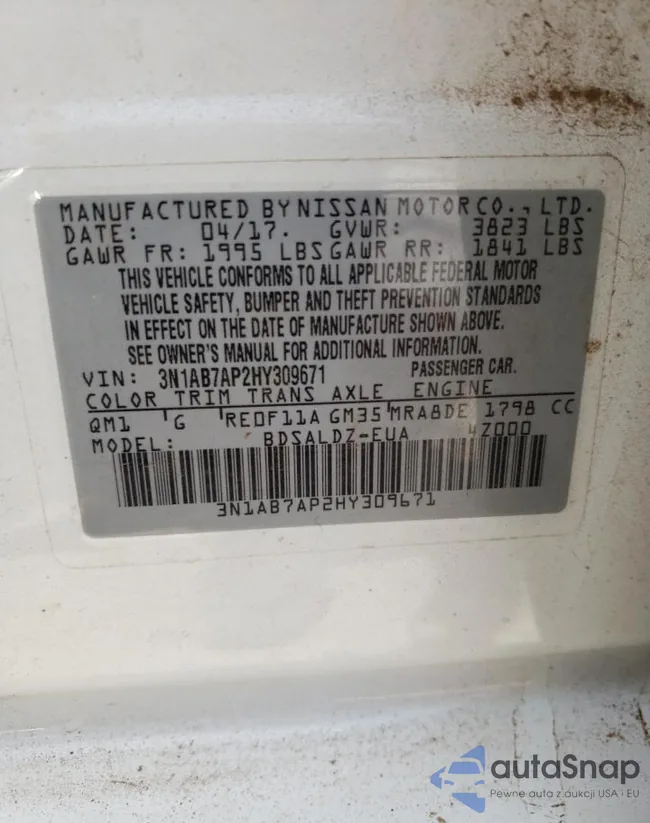 MANUFACTURED BY NISSAN MOTOR CO., LTD.
DATE: 04/17. GVWR: 3823 LBS
GAWR FR: 1995 LBS GAWR RR: 1841 LBS
THIS VEHICLE CONFORMS TO ALL APPLICABLE FEDERAL MOTOR
VEHICLE SAFETY, BUMPER AND THEFT PREVENTION STANDARDS
IN EFFECT ON THE DATE OF MANUFACTURE SHOWN ABOVE.
SEE OWNER'S MANUAL FOR ADDITIONAL INFORMATION.
VIN: 3N1AB7AP2HY309671 PASSENGER CAR.
COLOR TRIM TRANS AXLE ENGINE
QM1 G RE0F11A GM35 MRA8DE 1798 CC
MODEL: BDSALDZ-EUA 4Z000
3N1AB7AP2HY309671
autaSnap
Pewne auta z aukcji USA i EU